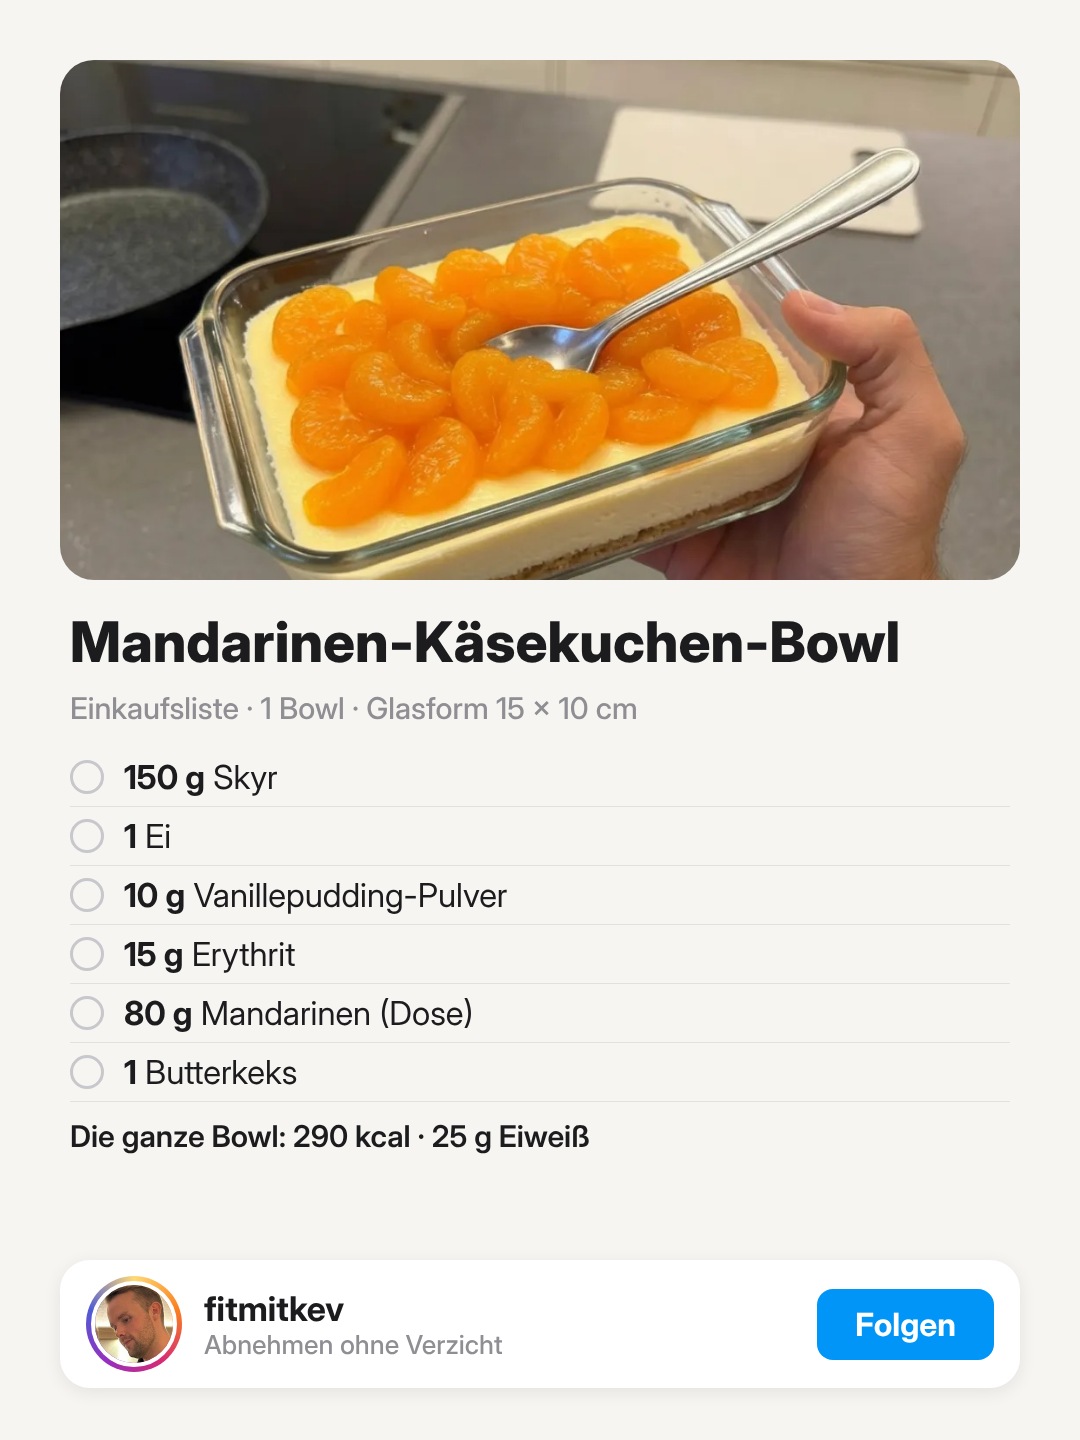 Mandarinen-Käsekuchen-Bowl
Einkaufsliste · 1 Bowl · Glasform 15 × 10 cm
150 g Skyr
1 Ei
10 g Vanillepudding-Pulver
15 g Erythrit
80 g Mandarinen (Dose)
1 Butterkeks
Die ganze Bowl: 290 kcal · 25 g Eiweiß
fitmitkev
Abnehmen ohne Verzicht
Folgen